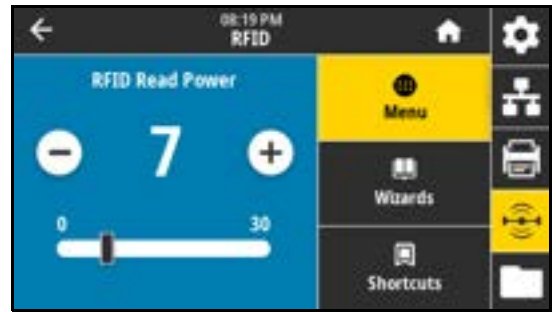 08:19 PM
RFID
RFID Read Power
7
0 30
Menu
Wizards
Shortcuts